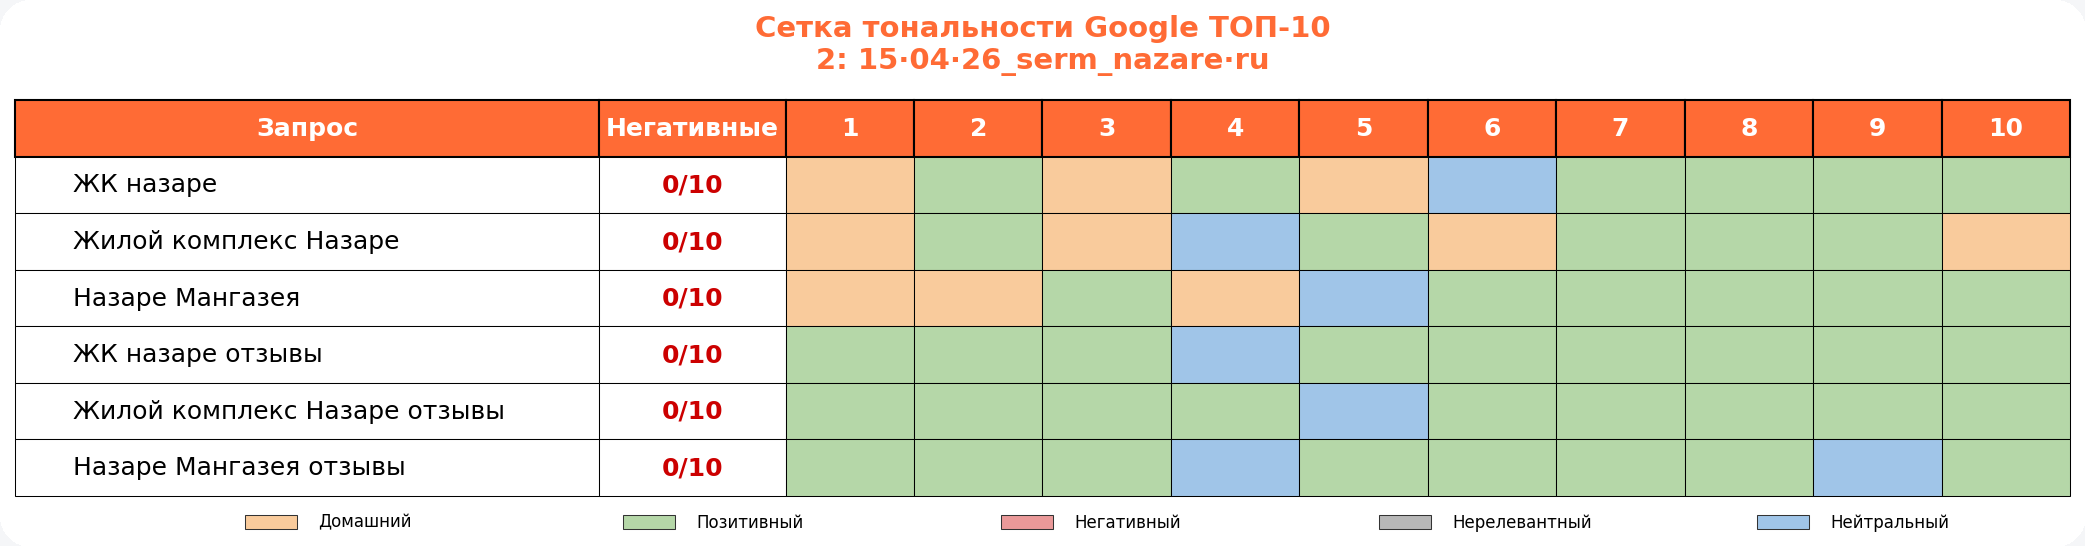 Сетка тональности Google ТОП-10
2: 15·04·26_serm_nazare·ru
Запрос Негативные 1 2 3 4 5 6 7 8 9 10
ЖК назаре 0/10
Жилой комплекс Назаре 0/10
Назаре Мангазея 0/10
ЖК назаре отзывы 0/10
Жилой комплекс Назаре отзывы 0/10
Назаре Мангазея отзывы 0/10
Домашний Позитивный Негативный Нерелевантный Нейтральный